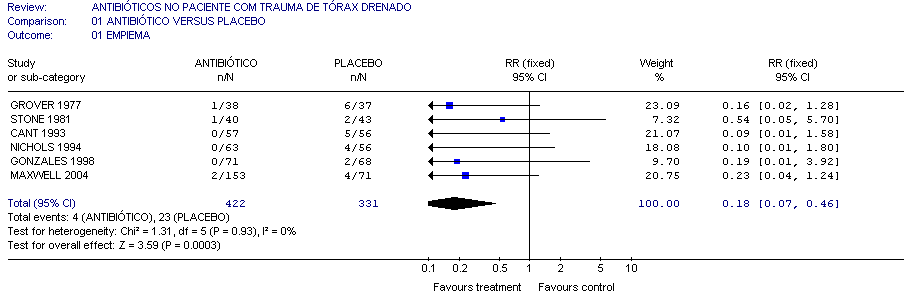 Review: ANTIBIÓTICOS NO PACIENTE COM TRAUMA DE TÓRAX DRENADO
Comparison: 01 ANTIBIÓTICO VERSUS PLACEBO
Outcome: 01 EMPIEMA
Study ANTIBIÓTICO PLACEBO RR (fixed) Weight RR (fixed)
or sub-category n/N n/N 95% CI % 95% CI
GROVER 1977 1/38 6/37 23.09 0.16 [0.02, 1.28]
STONE 1981 1/40 2/43 7.32 0.54 [0.05, 5.70]
CANT 1993 0/57 5/56 21.07 0.09 [0.01, 1.58]
NICHOLS 1994 0/63 4/56 18.08 0.10 [0.01, 1.80]
GONZALES 1998 0/71 2/68 9.70 0.19 [0.01, 3.92]
MAXWELL 2004 2/153 4/71 20.75 0.23 [0.04, 1.24]
Total (95% CI) 422 331 100.00 0.18 [0.07, 0.46]
Total events: 4 (ANTIBIÓTICO), 23 (PLACEBO)
Test for heterogeneity: Chi² = 1.31, df = 5 (P = 0.93), I² = 0%
Test for overall effect: Z = 3.59 (P = 0.0003)
0.1 0.2 0.5 1 2 5 10
Favours treatment Favours control